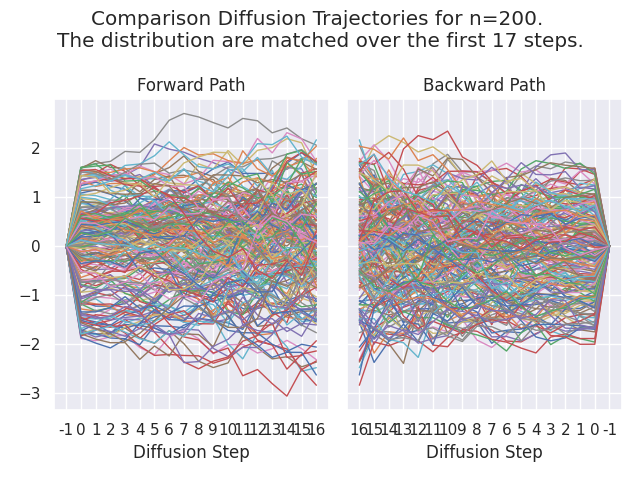 Comparison Diffusion Trajectories for n=200.
The distribution are matched over the first 17 steps.
Forward Path
Backward Path
2
1
0
−1
−2
−3
-1 0 1 2 3 4 5 6 7 8 9 10 11 12 13 14 15 16
16 15 14 13 12 11 10 9 8 7 6 5 4 3 2 1 0 -1
Diffusion Step
Diffusion Step